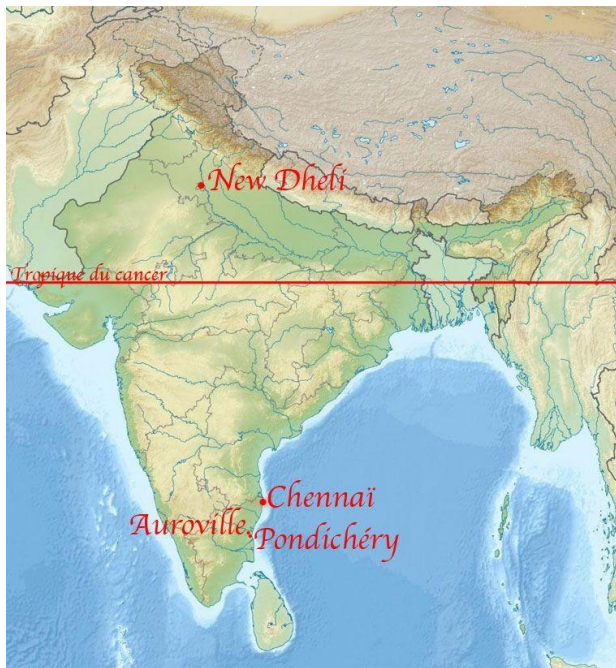 New Dheli
Tropique du cancer
Chennaï
Auroville
Pondichéry